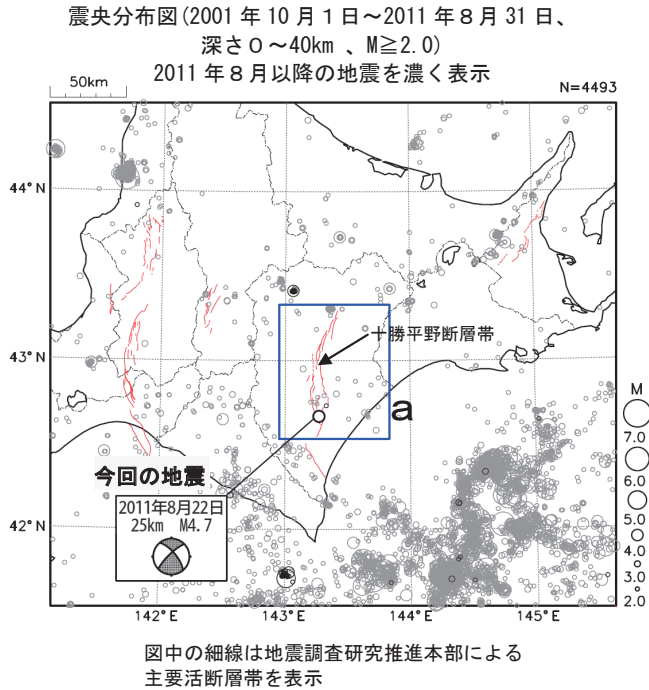 震央分布図(2001年10月1日~2011年8月31日、
深さ0~40km、M≧2.0)
2011年8月以降の地震を濃く表示
50km
N=4493
44°N
43°N
42°N
十勝平野断層帯
a
今回の地震
2011年8月22日
25km M4.7
M
7.0
6.0
5.0
4.0
3.0
2.0
142°E
143°E
144°E
145°E
図中の細線は地震調査研究推進本部による
主要活断層帯を表示